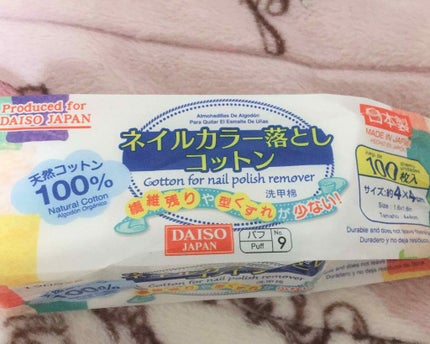 Produced for
DAISO JAPAN
Almohadillas De Algodón
Para Quitar El Esmalte De Uñas
ネイルカラー落とし
コットン
Cotton for nail polish remover
洗甲棉
繊維残りや型くずれが少ない!
天然コットン
100%
Natural Cotton
Algodón Orgánico
DAISO
JAPAN
パフ
Puff
No.
9
日本製
MADE IN JAPAN
100枚入
サイズ:約4×4
Durable and does not leave
Duradero y no deja